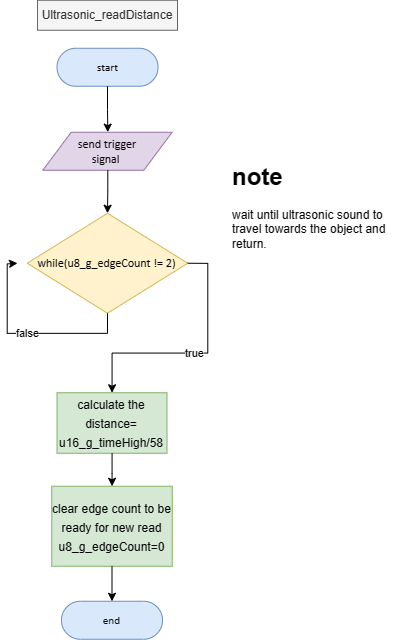 Ultrasonic_readDistance
start
send trigger
signal
note
wait until ultrasonic sound to
travel towards the object and
return.
while(u8_g_edgeCount != 2)
false
true
calculate the
distance=
u16_g_timeHigh/58
clear edge count to be
ready for new read
u8_g_edgeCount=0
end